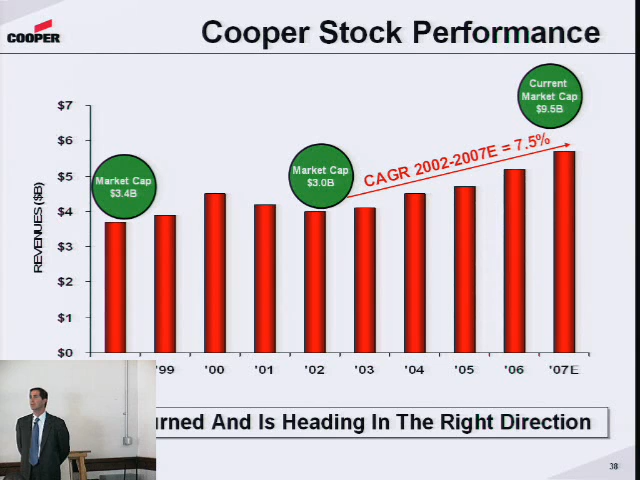 COOPER
Cooper Stock Performance
Current
Market Cap
$9.5B
$7
$6
$5
$4
$3
$2
$1
$0
REVENUES ($B)
Market Cap
$3.4B
Market Cap
$3.0B
CAGR 2002-2007E = 7.5%
'99
'00
'01
'02
'03
'04
'05
'06
'07E
And Is Heading In The Right Direction
38